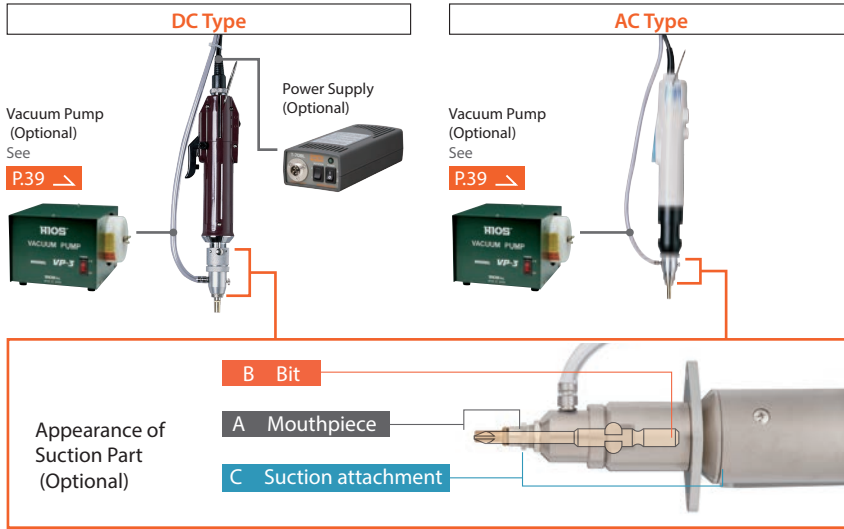 DC Type
AC Type
Vacuum Pump
(Optional)
See
P.39
Power Supply
(Optional)
Vacuum Pump
(Optional)
See
P.39
HIOS
VACUUM PUMP
VP-3
HIOS
VACUUM PUMP
VP-3
B Bit
A Mouthpiece
C Suction attachment
Appearance of
Suction Part
(Optional)